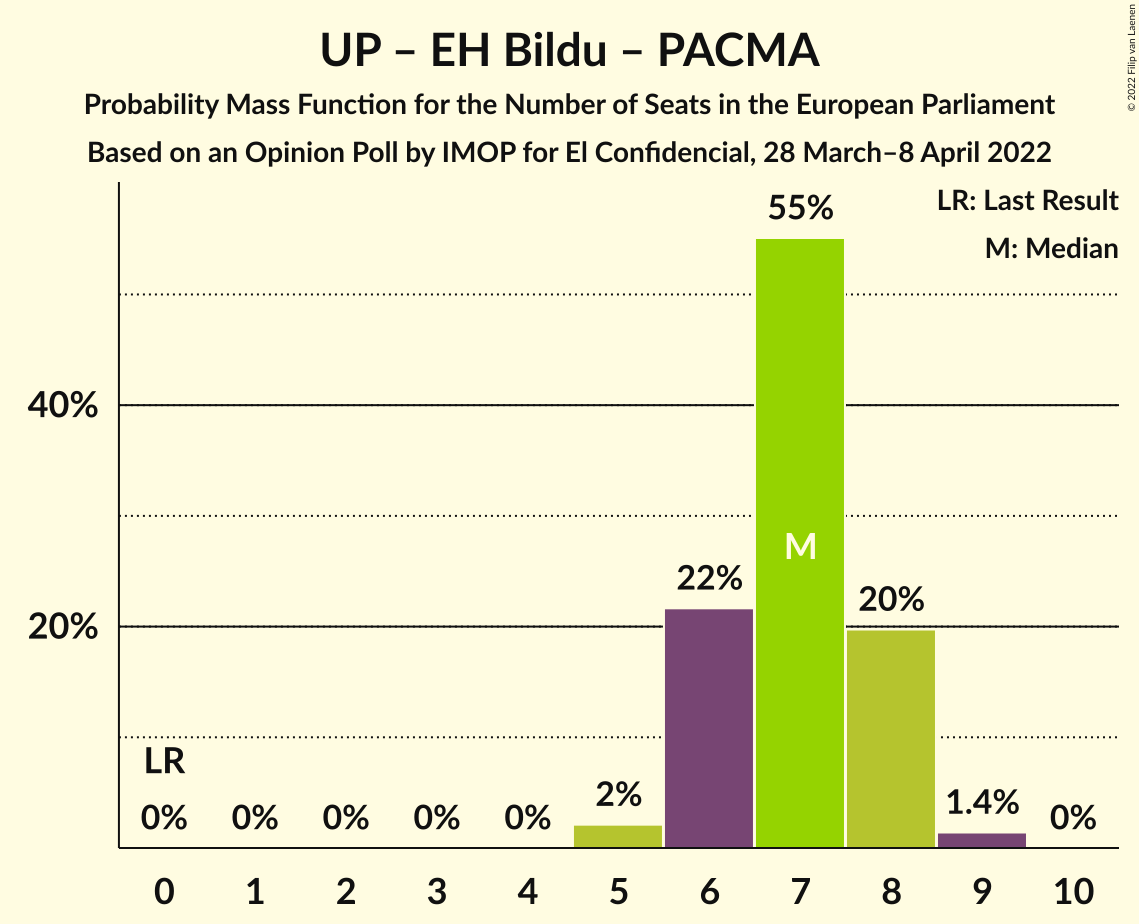 UP – EH Bildu – PACMA
Probability Mass Function for the Number of Seats in the European Parliament
Based on an Opinion Poll by IMOP for El Confidencial, 28 March–8 April 2022
© 2022 Filip van Laenen
LR: Last Result
M: Median
55%
40%
M
22%
20%
20%
LR
0%
0%
0%
0%
0%
2%
1.4%
0%
0 1 2 3 4 5 6 7 8 9 10